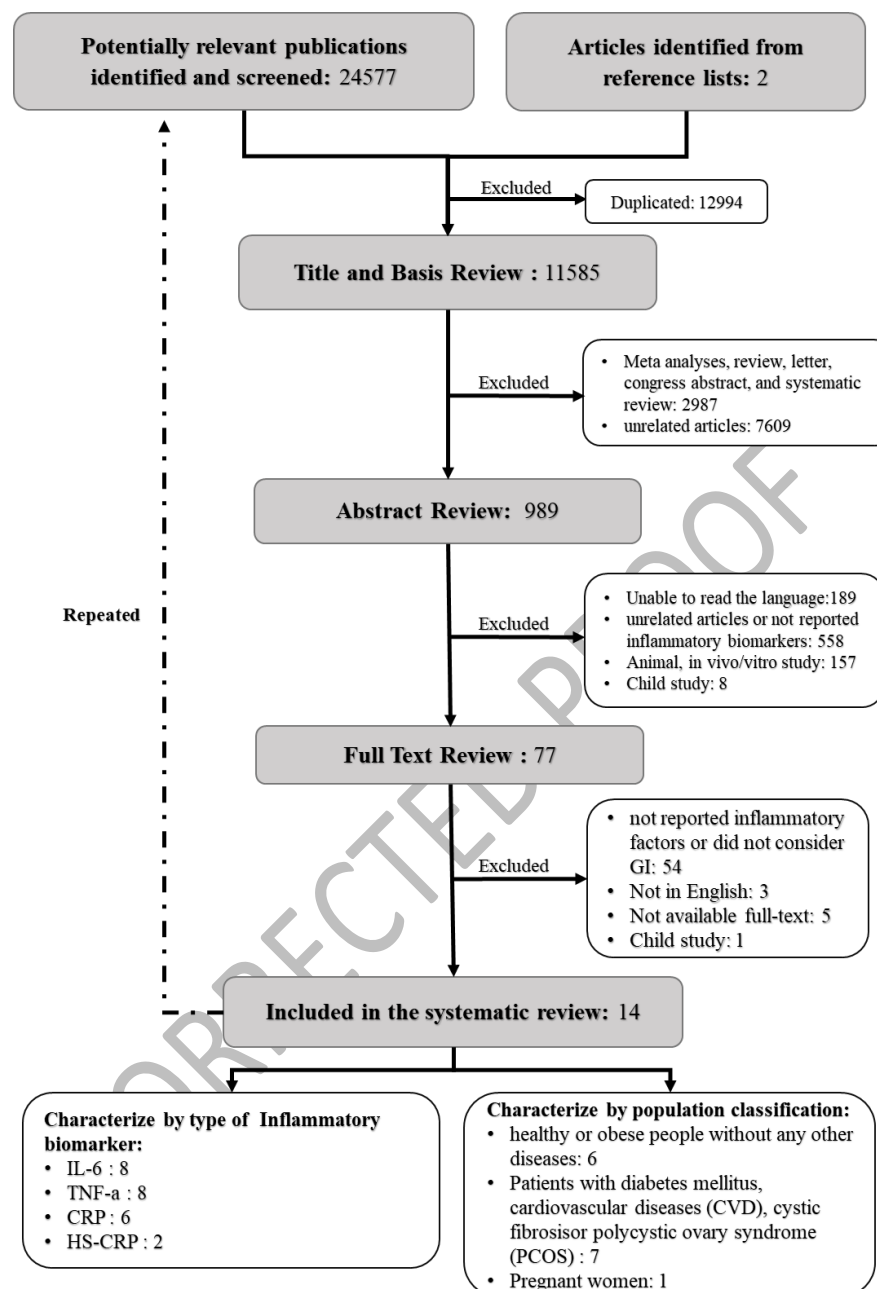 Potentially relevant publications
identified and screened: 24577
Articles identified from
reference lists: 2
Excluded
Duplicated: 12994
Title and Basis Review : 11585
Excluded
• Meta analyses, review, letter,
congress abstract, and systematic
review: 2987
• unrelated articles: 7609
Abstract Review: 989
Repeated
Excluded
• Unable to read the language:189
• unrelated articles or not reported
inflammatory biomarkers: 558
• Animal, in vivo/vitro study: 157
• Child study: 8
Full Text Review : 77
Excluded
• not reported inflammatory
factors or did not consider
GI: 54
• Not in English: 3
• Not available full-text: 5
• Child study: 1
Included in the systematic review: 14
Characterize by type of Inflammatory
biomarker:
• IL-6 : 8
• TNF-a : 8
• CRP : 6
• HS-CRP : 2
Characterize by population classification:
• healthy or obese people without any other
diseases: 6
• Patients with diabetes mellitus,
cardiovascular diseases (CVD), cystic
fibrosisor polycystic ovary syndrome
(PCOS) : 7
• Pregnant women: 1
ORRECTED PROOF